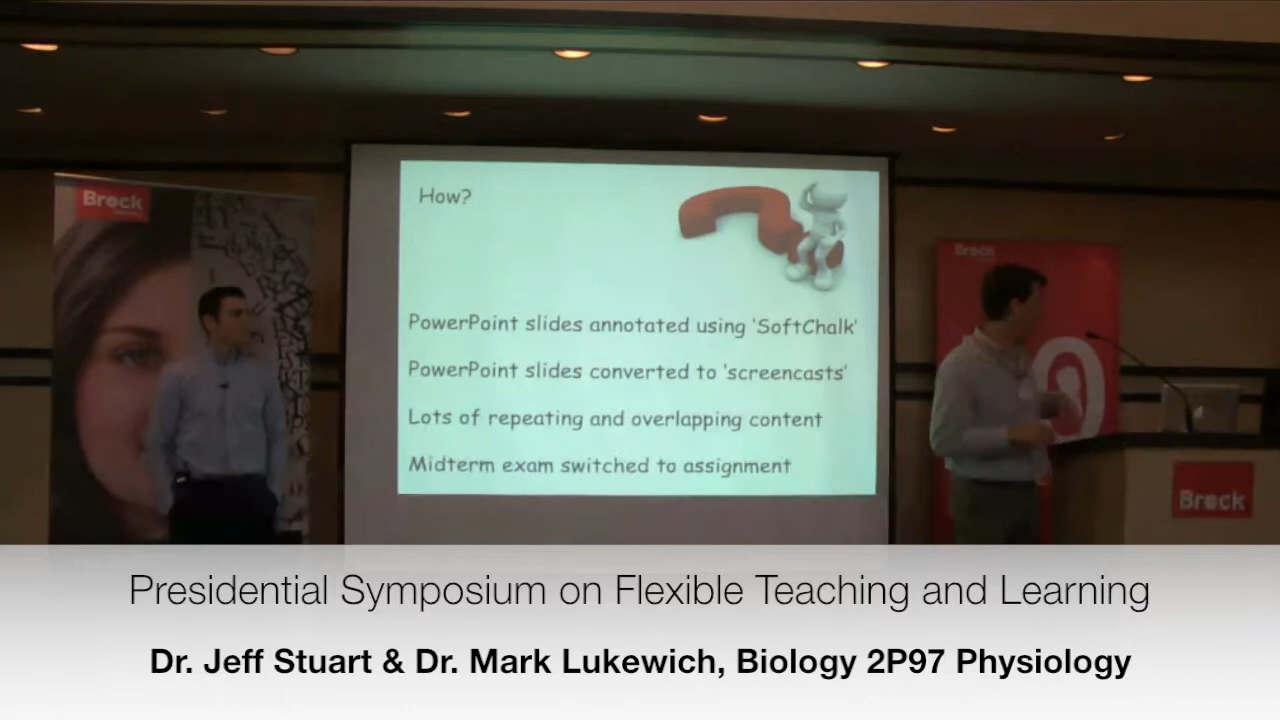 Brock
How?
PowerPoint slides annotated using 'SoftChalk'
PowerPoint slides converted to 'screencasts'
Lots of repeating and overlapping content
Midterm exam switched to assignment
Brock
Brock
Presidential Symposium on Flexible Teaching and Learning
Dr. Jeff Stuart & Dr. Mark Lukewich, Biology 2P97 Physiology